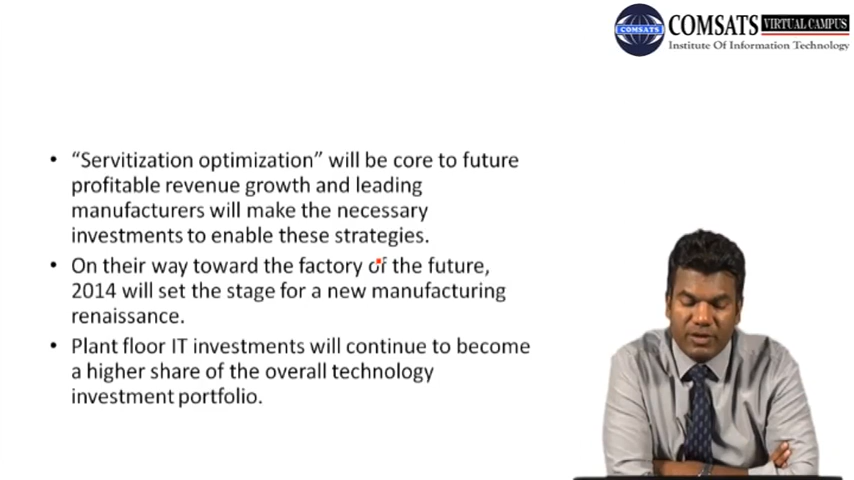 COMSATS VIRTUAL CAMPUS
COMSATS
Institute Of Information Technology
• “Servitization optimization” will be core to future
profitable revenue growth and leading
manufacturers will make the necessary
investments to enable these strategies.
• On their way toward the factory of the future,
2014 will set the stage for a new manufacturing
renaissance.
• Plant floor IT investments will continue to become
a higher share of the overall technology
investment portfolio.